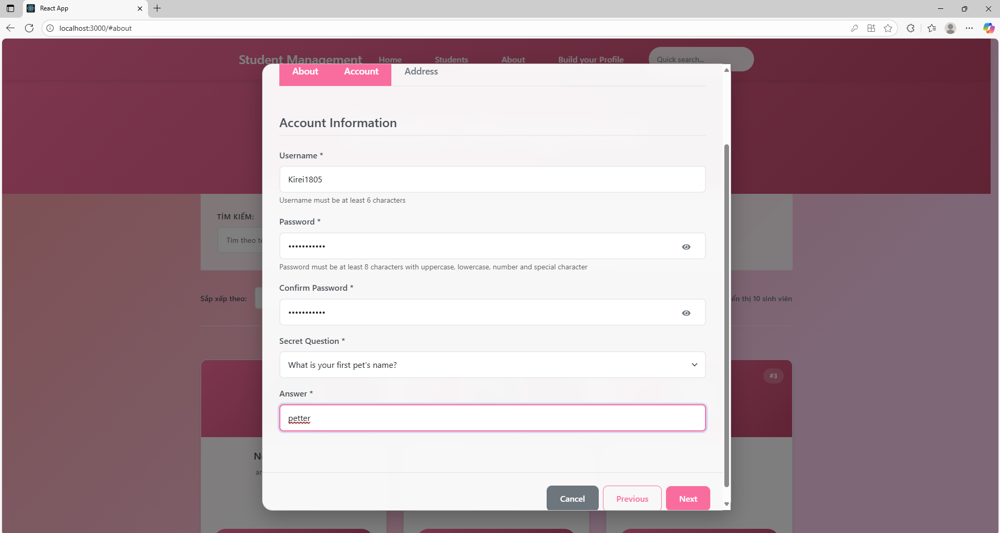 React App
localhost:3000/#about
Student Management Home Students About Build your Profile Quick search...
About Account Address
Account Information
Username *
Kirei1805
Username must be at least 6 characters
TÌM KIẾM:
Tìm theo
Password *
•••••••••••
Password must be at least 8 characters with uppercase, lowercase, number and special character
Confirm Password *
•••••••••••
Sắp xếp theo:
thị 10 sinh viên
Secret Question *
What is your first pet's name?
#3
Answer *
petter
Cancel Previous Next